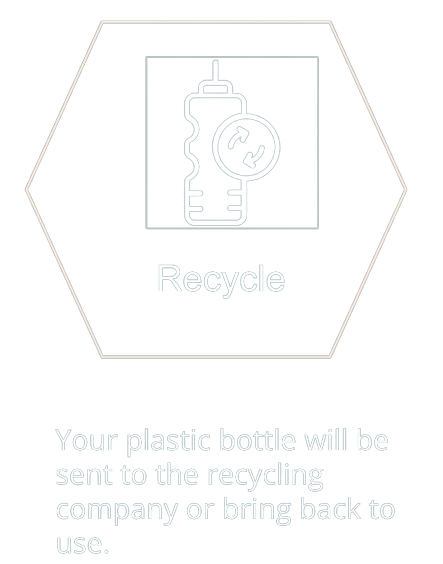 Recycle
Your plastic bottle will be
sent to the recycling
company or bring back to
use.